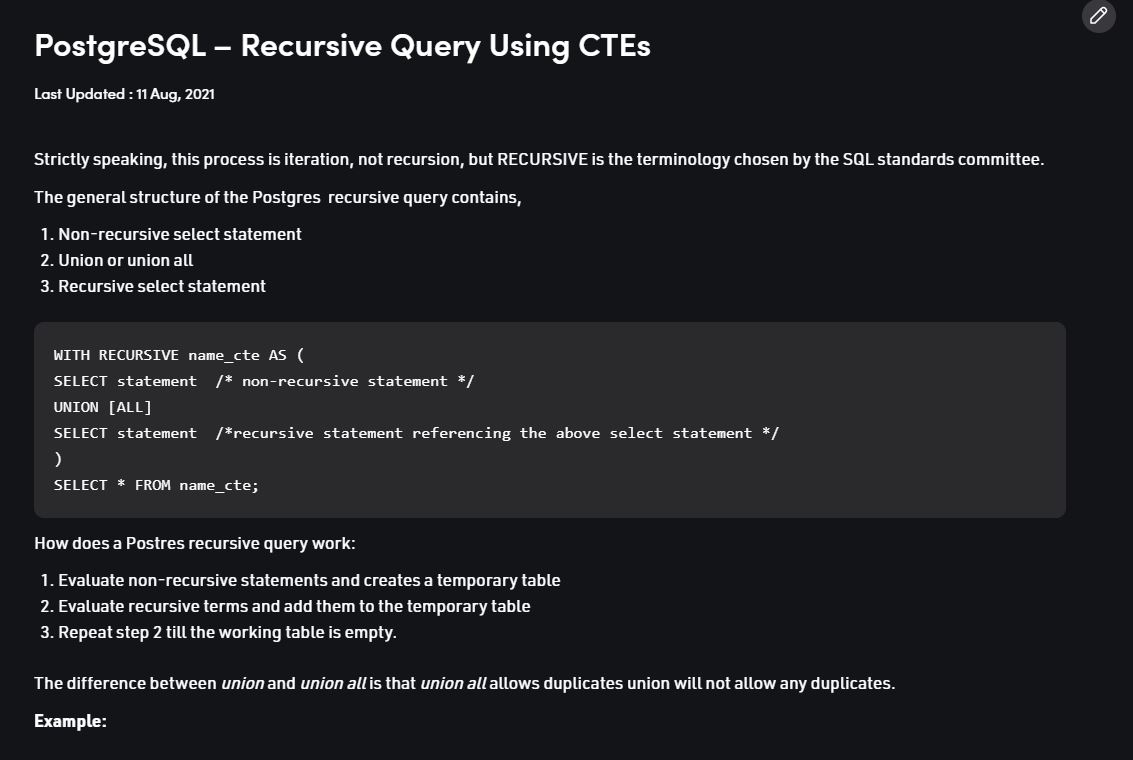 PostgreSQL – Recursive Query Using CTEs
Last Updated : 11 Aug, 2021
Strictly speaking, this process is iteration, not recursion, but RECURSIVE is the terminology chosen by the SQL standards committee.
The general structure of the Postgres  recursive query contains,
1. Non-recursive select statement
2. Union or union all
3. Recursive select statement
WITH RECURSIVE name_cte AS (
SELECT statement  /* non-recursive statement */
UNION [ALL]
SELECT statement  /*recursive statement referencing the above select statement */
)
SELECT * FROM name_cte;
How does a Postres recursive query work:
1. Evaluate non-recursive statements and creates a temporary table
2. Evaluate recursive terms and add them to the temporary table
3. Repeat step 2 till the working table is empty.
The difference between union and union all is that union all allows duplicates union will not allow any duplicates.
Example: